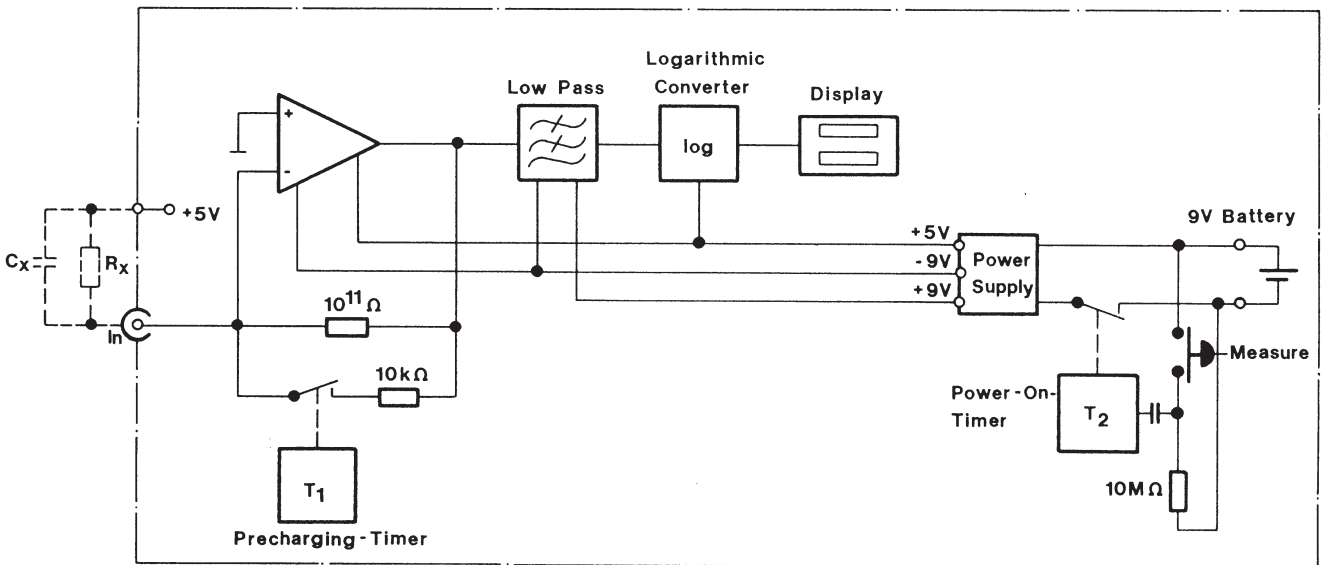 Logarithmic
Converter
Low Pass
Display
+
-
log
+5V
9V Battery
+5V
-9V
+9V
Power
Supply
Cx
Rx
In
10¹¹Ω
10kΩ
Measure
Power-On-
Timer
T2
T1
10MΩ
Precharging-Timer